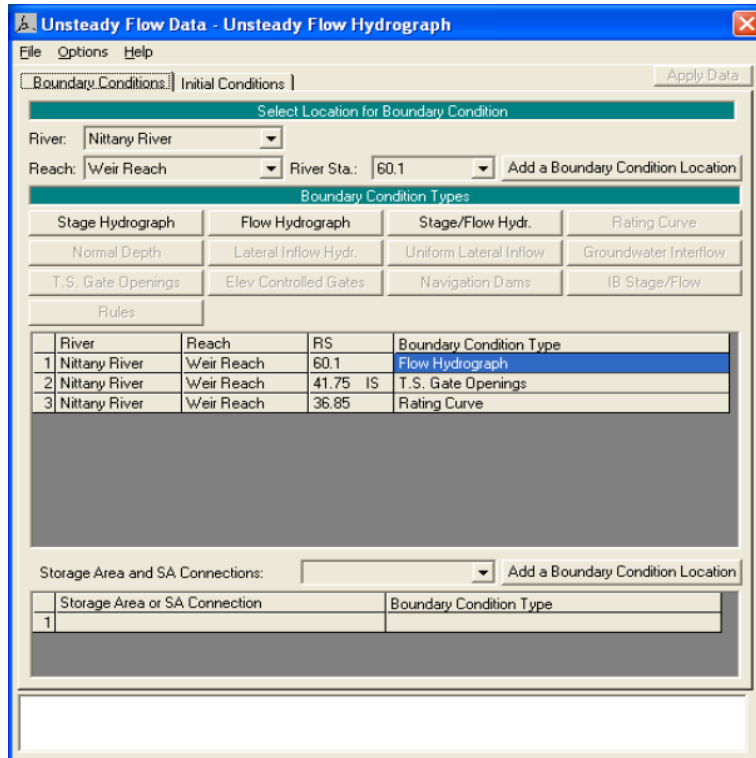 Unsteady Flow Data - Unsteady Flow Hydrograph
File Options Help
Boundary Conditions Initial Conditions Apply Data
Select Location for Boundary Condition
River: Nittany River
Reach: Weir Reach River Sta.: 60.1 Add a Boundary Condition Location
Boundary Condition Types
Stage Hydrograph Flow Hydrograph Stage/Flow Hydr. Rating Curve
Normal Depth Lateral Inflow Hydr. Uniform Lateral Inflow Groundwater Interflow
T.S. Gate Openings Elev Controlled Gates Navigation Dams IB Stage/Flow
Rules
River Reach RS Boundary Condition Type
1 Nittany River Weir Reach 60.1 Flow Hydrograph
2 Nittany River Weir Reach 41.75 IS T.S. Gate Openings
3 Nittany River Weir Reach 36.85 Rating Curve
Storage Area and SA Connections: Add a Boundary Condition Location
Storage Area or SA Connection Boundary Condition Type
1